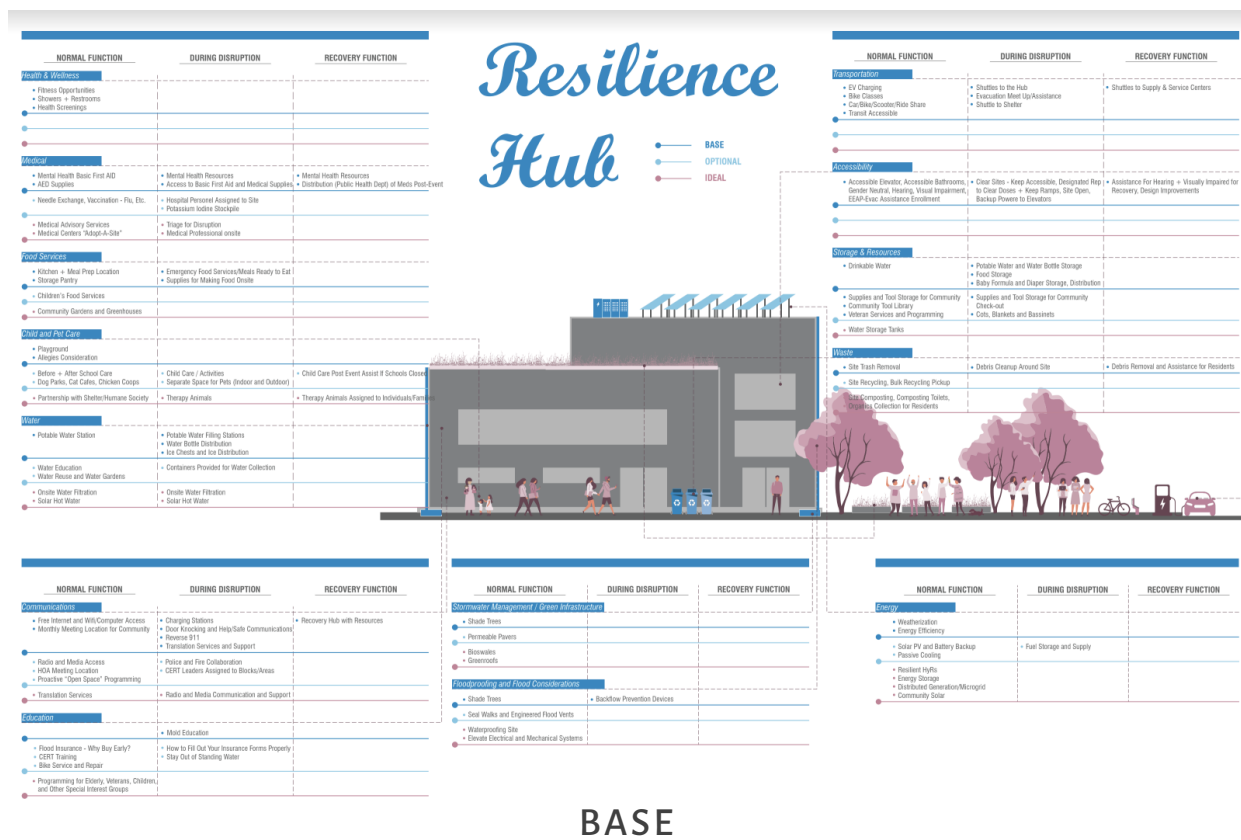 Resilience
Hub
BASE
OPTIONAL
IDEAL
NORMAL FUNCTION
DURING DISRUPTION
RECOVERY FUNCTION
Health & Wellness
• Fitness Opportunities
• Showers + Restrooms
• Health Screenings
Medical
• Mental Health Basic First AID
• AED Supplies
• Mental Health Resources
• Access to Basic First Aid and Medical Supplies
• Mental Health Resources
• Distribution (Public Health Dept) of Meds Post-Event
• Needle Exchange, Vaccination - Flu, Etc.
• Hospital Personel Assigned to Site
• Potassium Iodine Stockpile
• Medical Advisory Services
• Medical Centers "Adopt-A-Site"
• Triage for Disruption
• Medical Professional onsite
Food Services
• Kitchen + Meal Prep Location
• Storage Pantry
• Emergency Food Services/Meals Ready to Eat
• Supplies for Making Food Onsite
• Children's Food Services
• Community Gardens and Greenhouses
Child and Pet Care
• Playground
• Allegies Consideration
• Before + After School Care
• Dog Parks, Cat Cafes, Chicken Coops
• Child Care / Activities
• Separate Space for Pets (Indoor and Outdoor)
• Child Care Post Event Assist If Schools Closed
• Partnership with Shelter/Humane Society
• Therapy Animals
• Therapy Animals Assigned to Individuals/Families
Water
• Potable Water Station
• Potable Water Filling Stations
• Water Bottle Distribution
• Ice Chests and Ice Distribution
• Water Education
• Water Reuse and Water Gardens
• Containers Provided for Water Collection
• Onsite Water Filtration
• Solar Hot Water
• Onsite Water Filtration
• Solar Hot Water
NORMAL FUNCTION
DURING DISRUPTION
RECOVERY FUNCTION
Transportation
• EV Charging
• Bike Classes
• Car/Bike/Scooter/Ride Share
• Transit Accessible
• Shuttles to the Hub
• Evacuation Meet Up/Assistance
• Shuttle to Shelter
• Shuttles to Supply & Service Centers
Accessibility
• Accessible Elevator, Accessible Bathrooms,
Gender Neutral, Hearing, Visual Impairment,
EEAP-Evac Assistance Enrollment
• Clear Sites - Keep Accessible, Designated Rep
to Clear Doses + Keep Ramps, Site Open,
Backup Powere to Elevators
• Assistance For Hearing + Visually Impaired for
Recovery, Design Improvements
Storage & Resources
• Drinkable Water
• Potable Water and Water Bottle Storage
• Food Storage
• Baby Formula and Diaper Storage, Distribution
• Supplies and Tool Storage for Community
• Community Tool Library
• Veteran Services and Programming
• Supplies and Tool Storage for Community
Check-out
• Cots, Blankets and Bassinets
• Water Storage Tanks
Waste
• Site Trash Removal
• Debris Cleanup Around Site
• Debris Removal and Assistance for Residents
• Site Recycling, Bulk Recycling Pickup
Composting, Composting Toilets,
Organics Collection for Residents
NORMAL FUNCTION
DURING DISRUPTION
RECOVERY FUNCTION
Communications
• Free Internet and Wifi/Computer Access
• Monthly Meeting Location for Community
• Charging Stations
• Door Knocking and Help/Safe Communications
• Reverse 911
• Translation Services and Support
• Recovery Hub with Resources
• Radio and Media Access
• HOA Meeting Location
• Proactive "Open Space" Programming
• Police and Fire Collaboration
• CERT Leaders Assigned to Blocks/Areas
• Translation Services
• Radio and Media Communication and Support
Education
• Mold Education
• Flood Insurance - Why Buy Early?
• CERT Training
• Bike Service and Repair
• How to Fill Out Your Insurance Forms Properly
• Stay Out of Standing Water
• Programming for Elderly, Veterans, Children,
and Other Special Interest Groups
NORMAL FUNCTION
DURING DISRUPTION
RECOVERY FUNCTION
Stormwater Management / Green Infrastructure
• Shade Trees
• Permeable Pavers
• Bioswales
• Greenroofs
Floodproofing and Flood Considerations
• Shade Trees
• Backflow Prevention Devices
• Seal Walks and Engineered Flood Vents
• Waterproofing Site
• Elevate Electrical and Mechanical Systems
NORMAL FUNCTION
DURING DISRUPTION
RECOVERY FUNCTION
Energy
• Weatherization
• Energy Efficiency
• Solar PV and Battery Backup
• Passive Cooling
• Fuel Storage and Supply
• Resilient HyRs
• Energy Storage
• Distributed Generation/Microgrid
• Community Solar
BASE